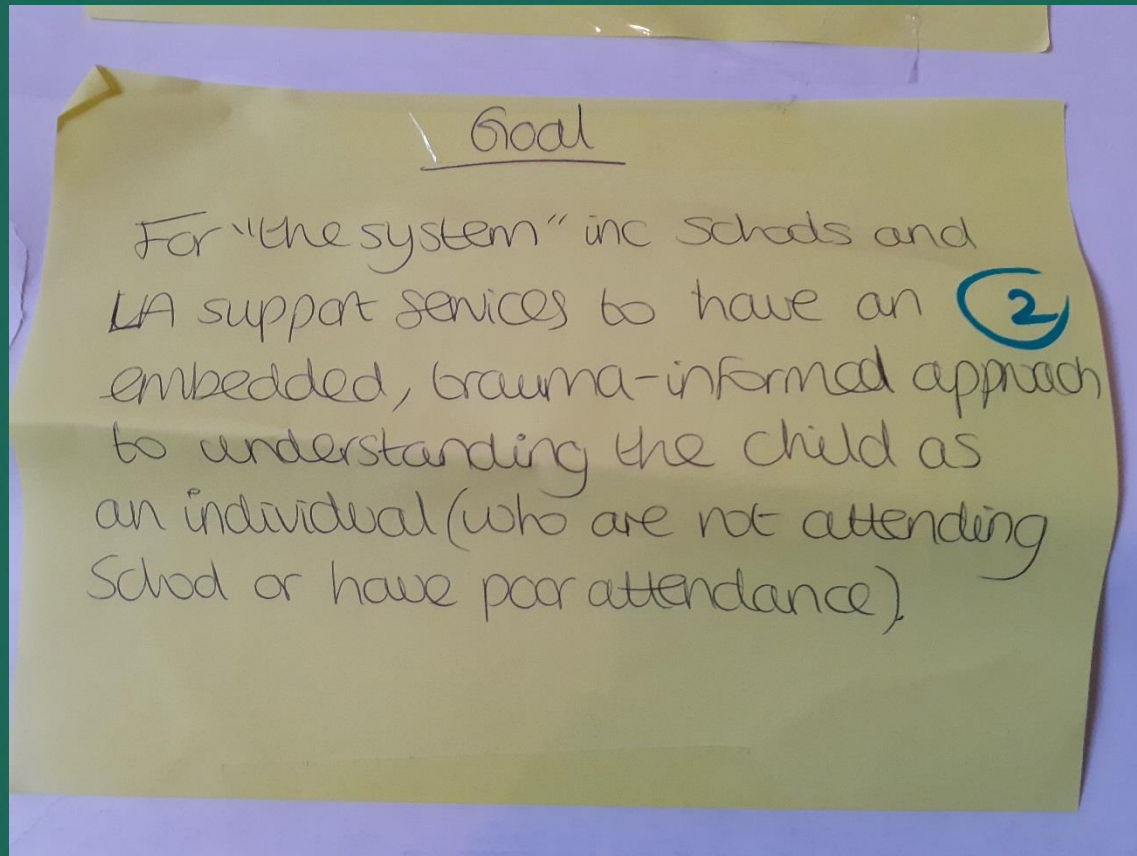 Goal
For "the system" inc schools and
LA support services to have an 2
embedded, trauma-informed approach
to understanding the child as
an individual (who are not attending
School or have poor attendance).